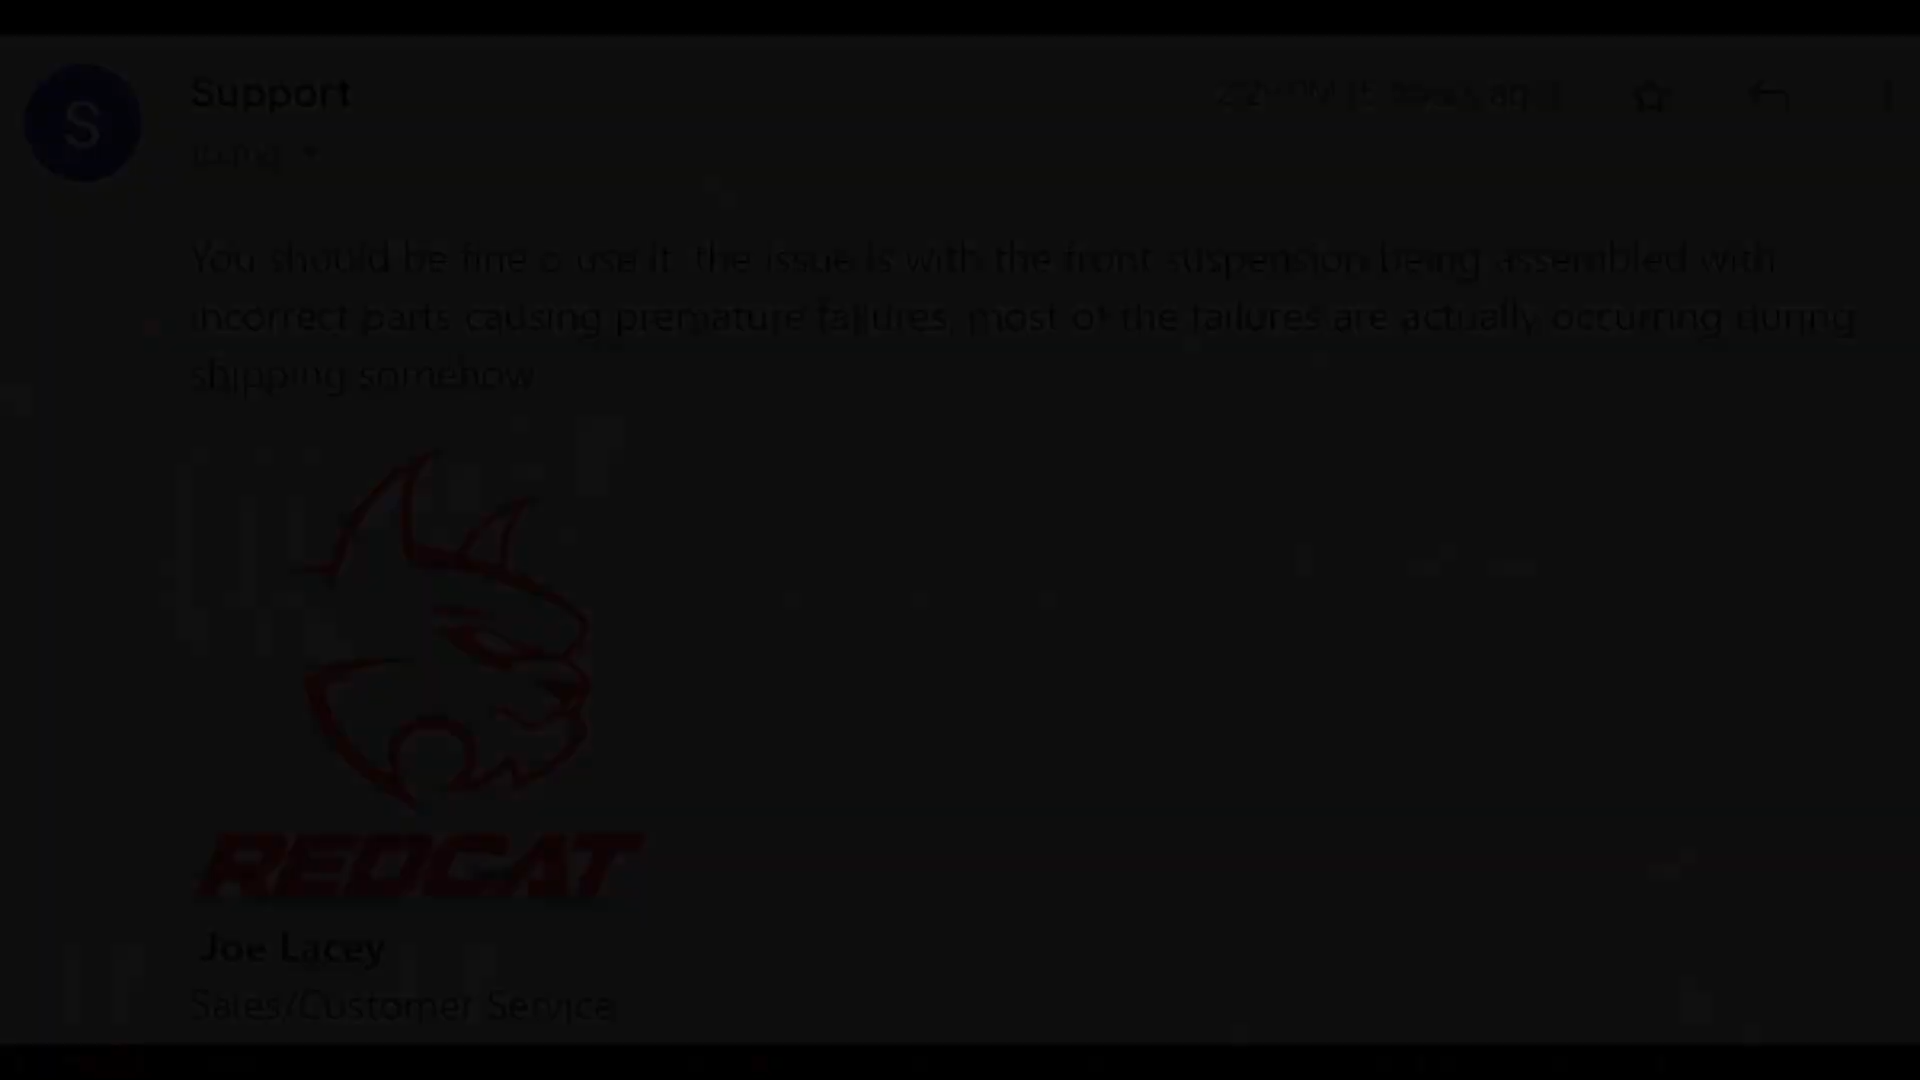 Support
S
You should be fine o use it, the issue is with the front suspension being assembled with
incorrect parts causing premature failures, most of the failures are actually occurring during
shipping somehow
REDCAT
Joe Lacey
Sales/Customer Service